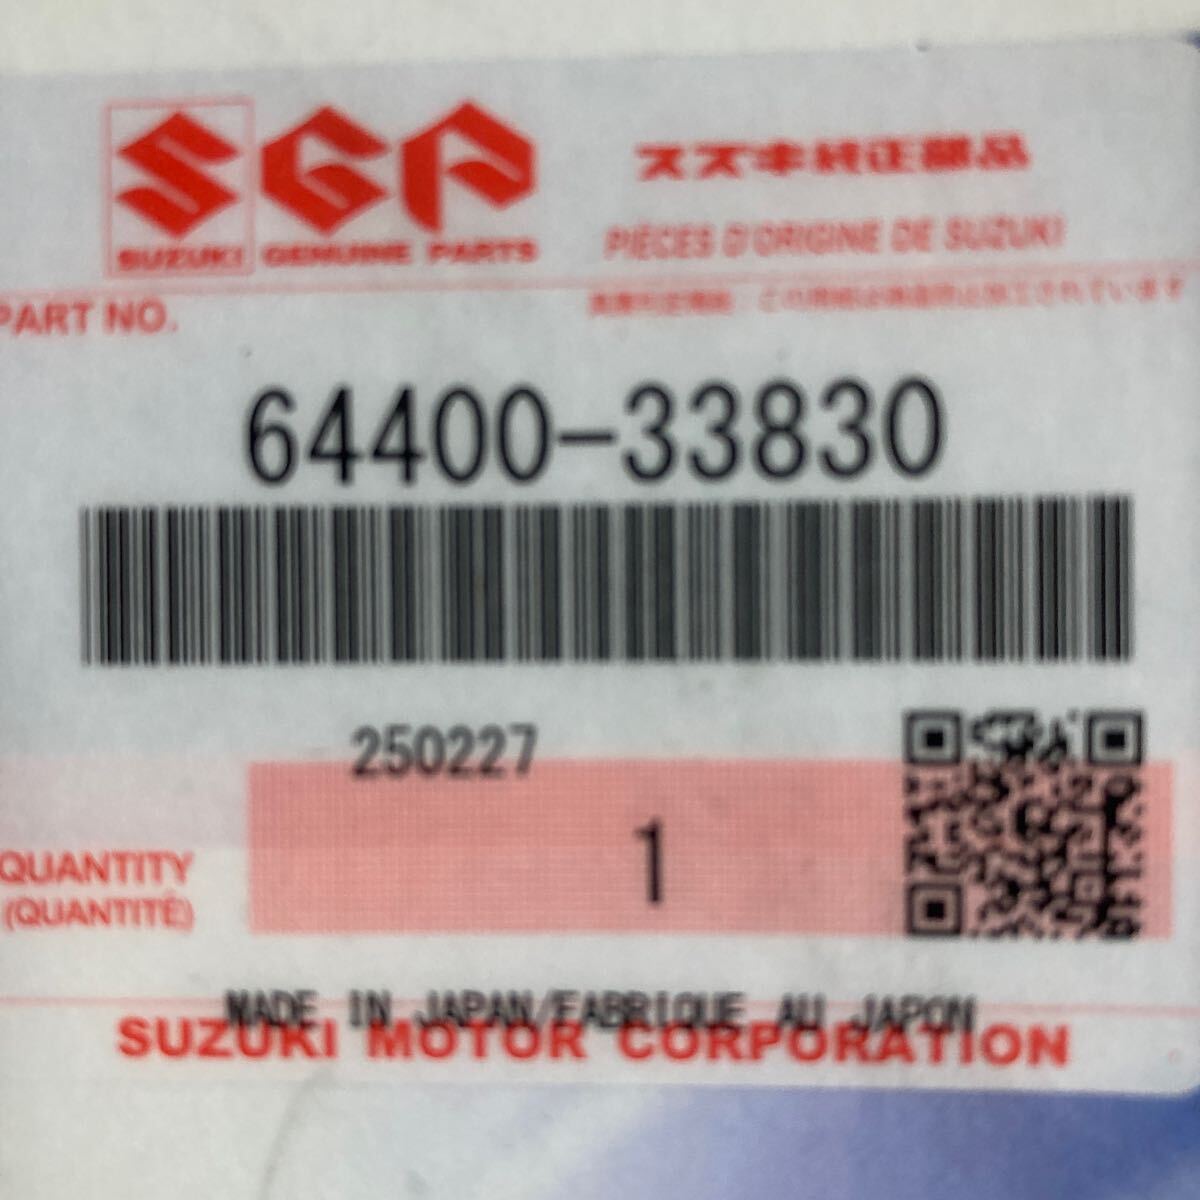 SGP スズキ純正部品
SUZUKI GENUINE PARTS PIÈCES D'ORIGINE DE SUZUKI
PART NO.
64400-33830
250227
QUANTITY 1
(QUANTITÉ)
MADE IN JAPAN/FABRIQUE AU JAPON
SUZUKI MOTOR CORPORATION